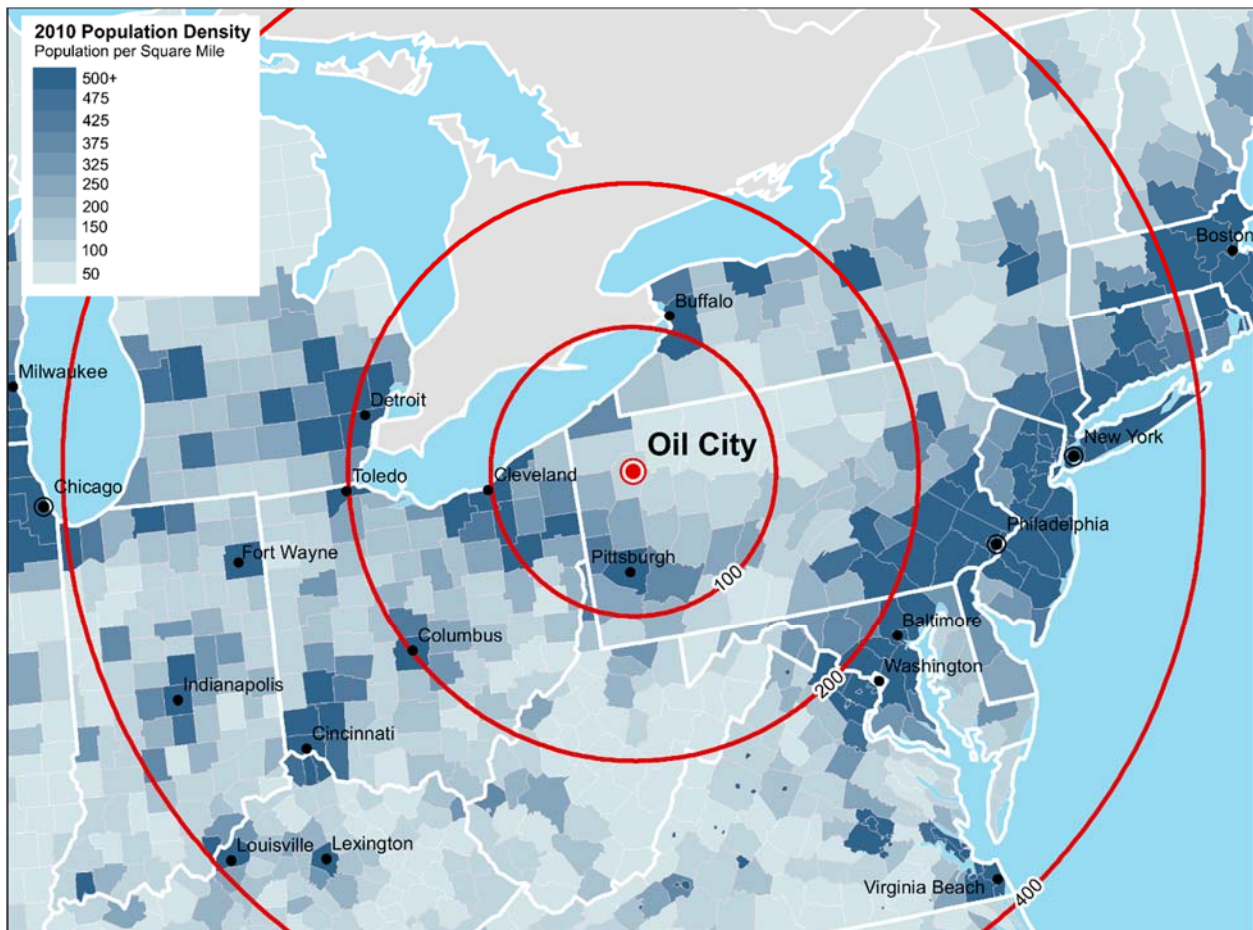 2010 Population Density
Population per Square Mile
500+
475
425
375
325
250
200
150
100
50
Boston
Buffalo
Milwaukee
Detroit
Oil City
New York
Toledo
Cleveland
Chicago
Philadelphia
Fort Wayne
Pittsburgh
100
Baltimore
Columbus
Washington
200
Indianapolis
Cincinnati
Louisville
Lexington
Virginia Beach
400